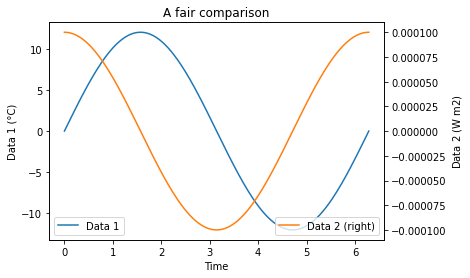 A fair comparison
Data 1 (°C)
10
5
0
−5
−10
0.000100
0.000075
0.000050
0.000025
0.000000
−0.000025
−0.000050
−0.000075
−0.000100
Data 2 (W m2)
Data 1
Data 2 (right)
0 1 2 3 4 5 6
Time